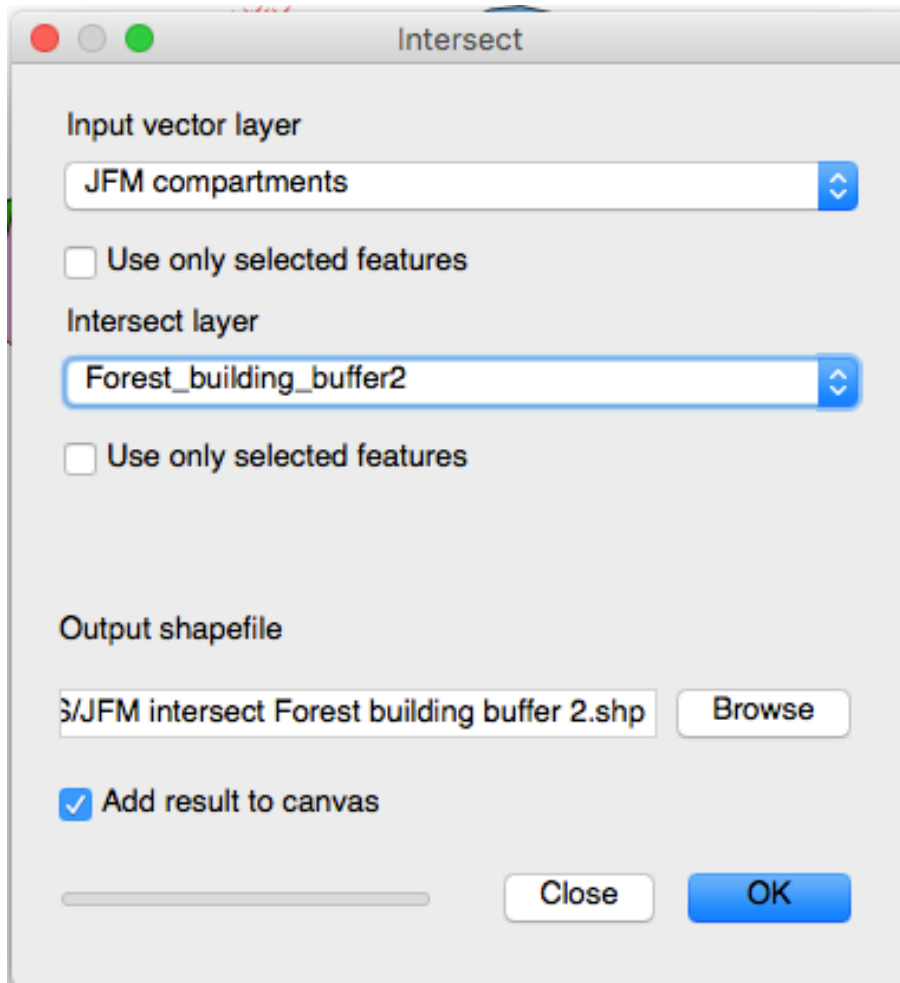 Intersect
Input vector layer
JFM compartments
Use only selected features
Intersect layer
Forest_building_buffer2
Use only selected features
Output shapefile
S/JFM intersect Forest building buffer 2.shp
Browse
Add result to canvas
Close
OK